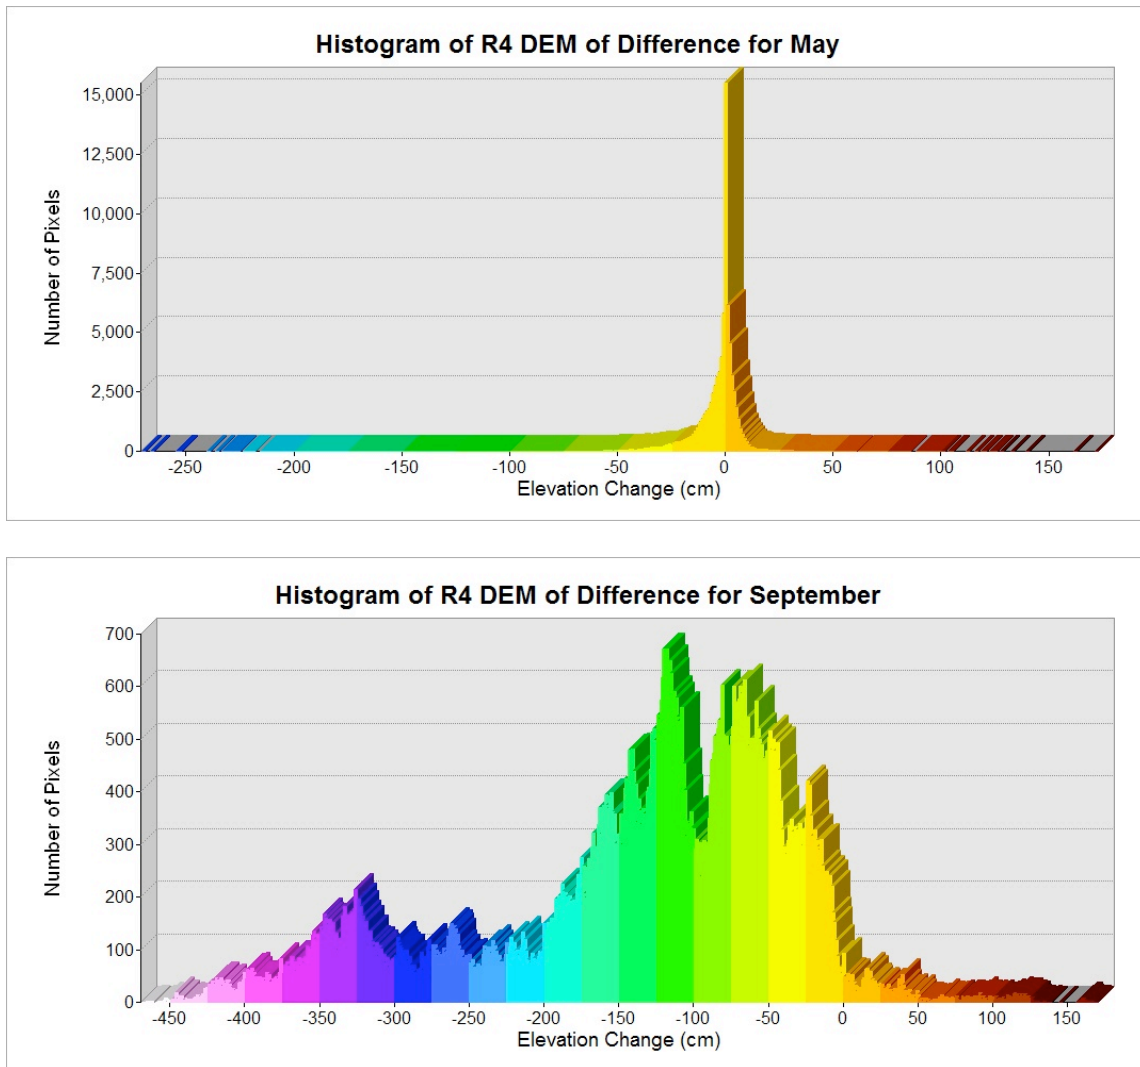 Histogram of R4 DEM of Difference for May
15,000
12,500
10,000
7,500
5,000
2,500
0
Number of Pixels
-250 -200 -150 -100 -50 0 50 100 150
Elevation Change (cm)
Histogram of R4 DEM of Difference for September
700
600
500
400
300
200
100
0
Number of Pixels
-450 -400 -350 -300 -250 -200 -150 -100 -50 0 50 100 150
Elevation Change (cm)